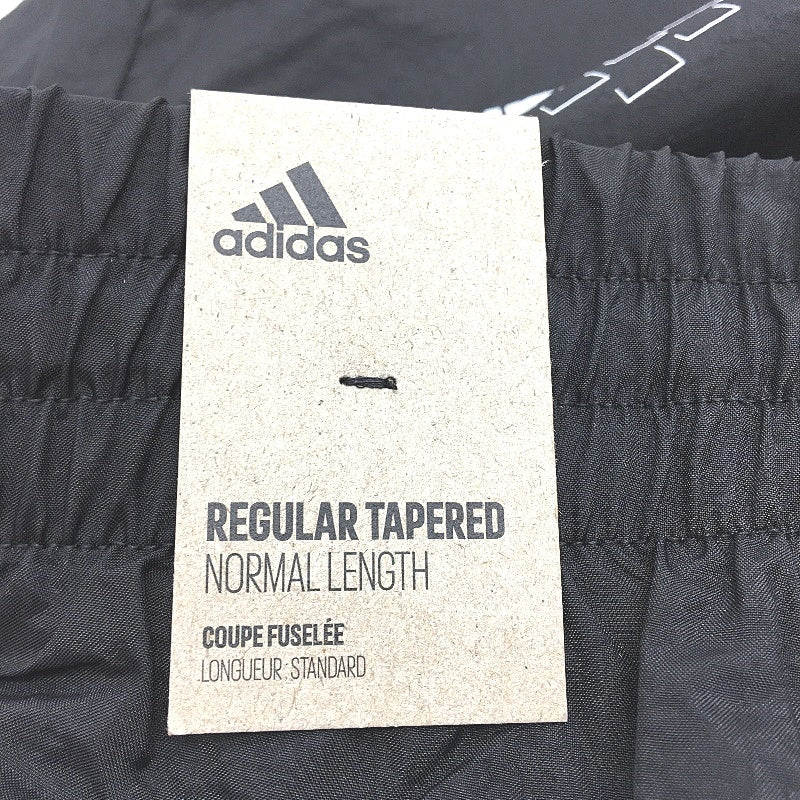 adidas
REGULAR TAPERED
NORMAL LENGTH
COUPE FUSELÉE
LONGUEUR: STANDARD